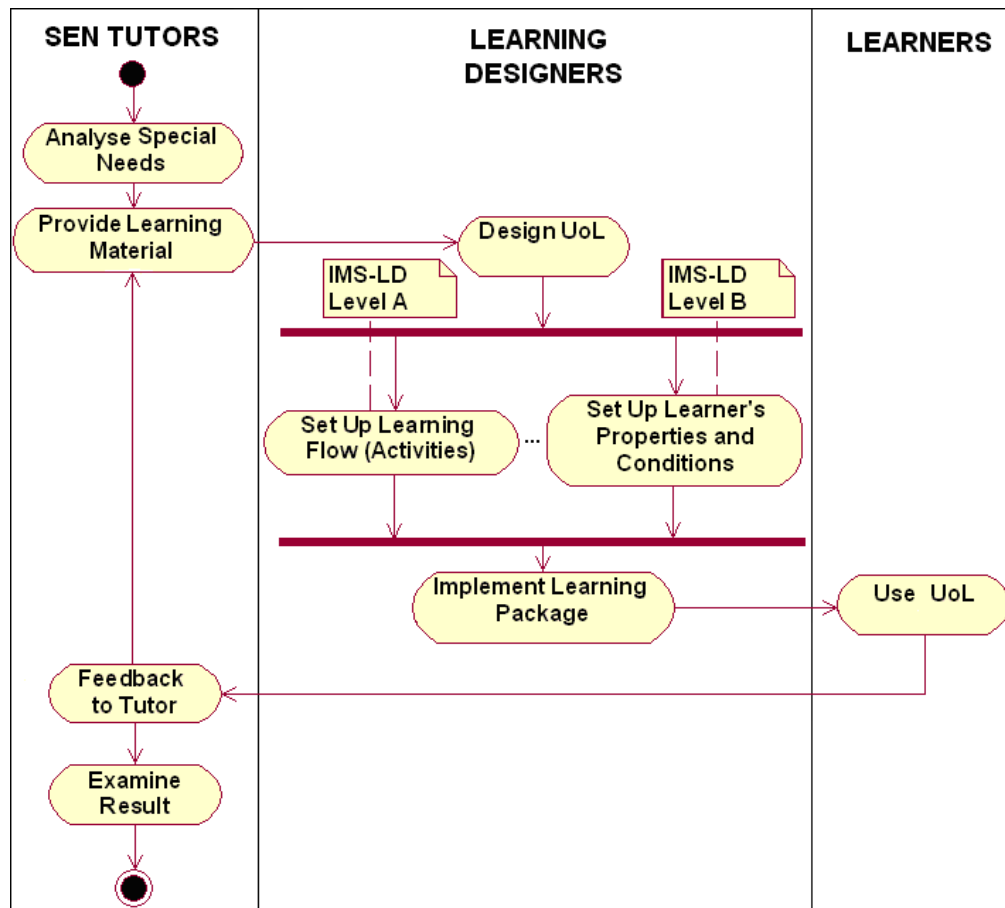 SEN TUTORS
LEARNING
DESIGNERS
LEARNERS
Analyse Special
Needs
Provide Learning
Material
Design UoL
IMS-LD
Level A
IMS-LD
Level B
Set Up Learning
Flow (Activities)
...
Set Up Learner's
Properties and
Conditions
Implement Learning
Package
Use UoL
Feedback
to Tutor
Examine
Result